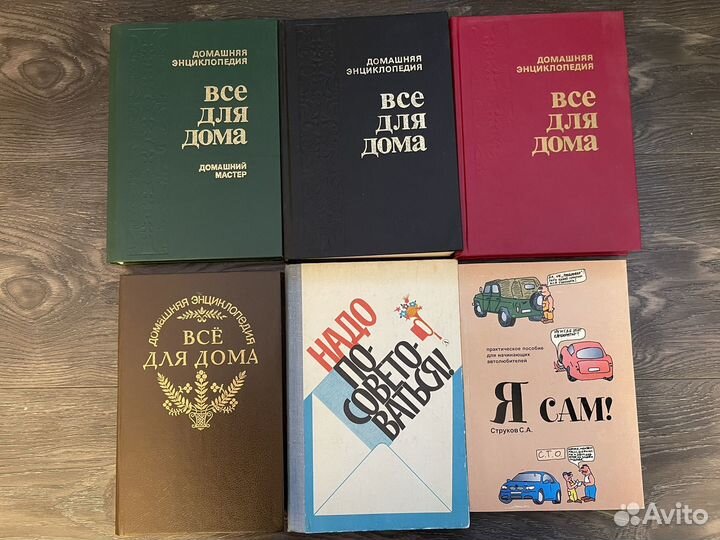 ДОМАШНЯЯ
ЭНЦИКЛОПЕДИЯ
все
для
дома
ДОМАШНИЙ
МАСТЕР
ДОМАШНЯЯ
ЭНЦИКЛОПЕДИЯ
все
для
дома
ДОМАШНЯЯ
ЭНЦИКЛОПЕДИЯ
все
для
дома
ДОМАШНЯЯ ЭНЦИКЛОПЕДИЯ
ВСЁ
ДЛЯ ДОМА
НАДО
ПО-
СОВЕТО-
ВАТЬСЯ!
практическое пособие
для начинающих
автолюбителей
Я САМ!
Струков С.А.
С.Т.О
Avito